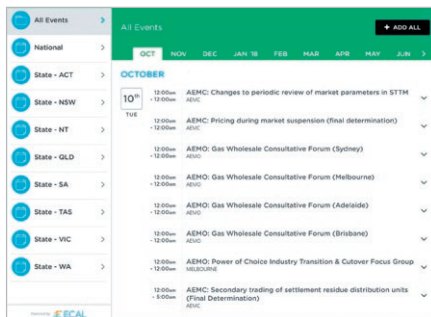 All Events
National
State - ACT
State - NSW
State - NT
State - QLD
State - SA
State - TAS
State - VIC
State - WA
ECAL
All Events
+ ADD ALL
OCT NOV DEC JAN '18 FEB MAR APR MAY JUN
OCTOBER
10th
TUE
12:00am - 12:00am
AEMC: Changes to periodic review of market parameters in STTM
AEMC
12:00am - 12:00am
AEMC: Pricing during market suspension (final determination)
AEMC
12:00am - 12:00am
AEMO: Gas Wholesale Consultative Forum (Sydney)
AEMO
12:00am - 12:00am
AEMO: Gas Wholesale Consultative Forum (Melbourne)
AEMO
12:00am - 12:00am
AEMO: Gas Wholesale Consultative Forum (Adelaide)
AEMO
12:00am - 12:00am
AEMO: Gas Wholesale Consultative Forum (Brisbane)
AEMO
12:00am - 12:00am
AEMO: Power of Choice Industry Transition & Cutover Focus Group
MELBOURNE
12:00am - 5:00am
AEMC: Secondary trading of settlement residue distribution units
(Final Determination)
AEMC